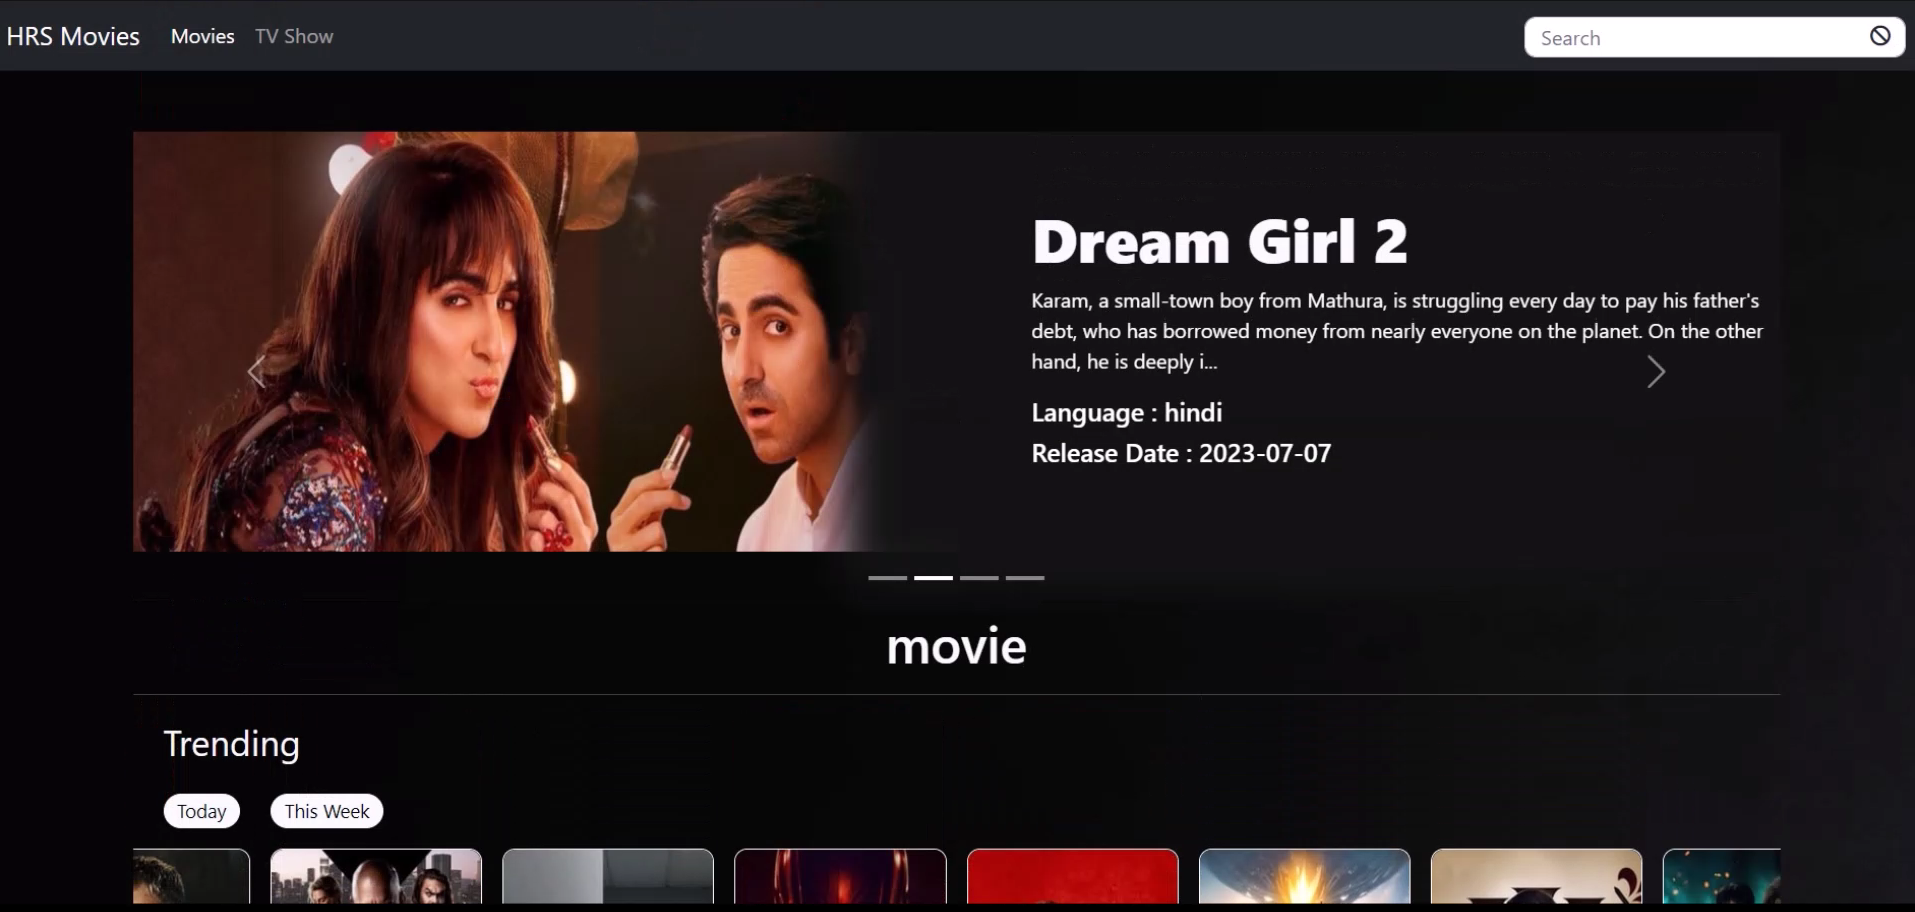 HRS Movies Movies TV Show Search
Dream Girl 2
Karam, a small-town boy from Mathura, is struggling every day to pay his father's
debt, who has borrowed money from nearly everyone on the planet. On the other
hand, he is deeply i...
Language : hindi
Release Date : 2023-07-07
movie
Trending
Today This Week